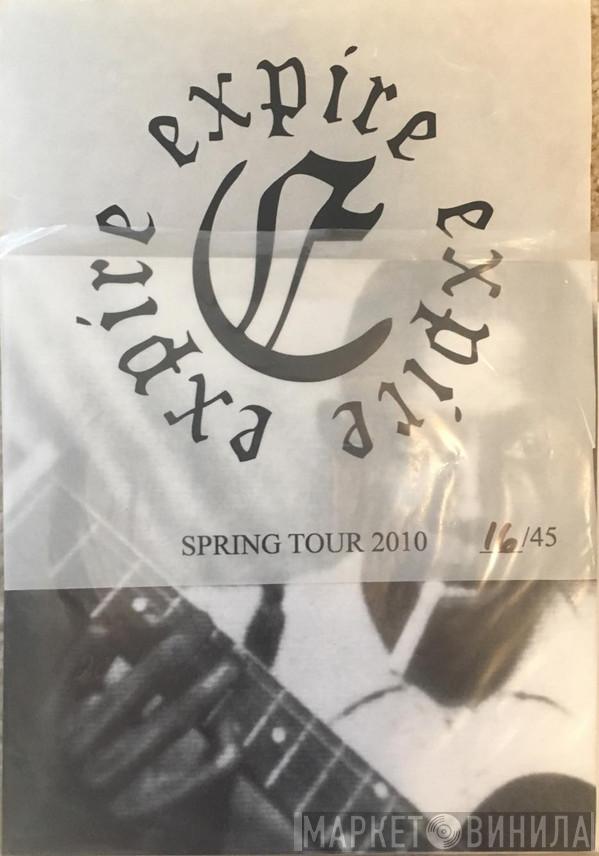 expire expire expire
E
SPRING TOUR 2010
16/45
МАРКЕТ ВИНИЛА